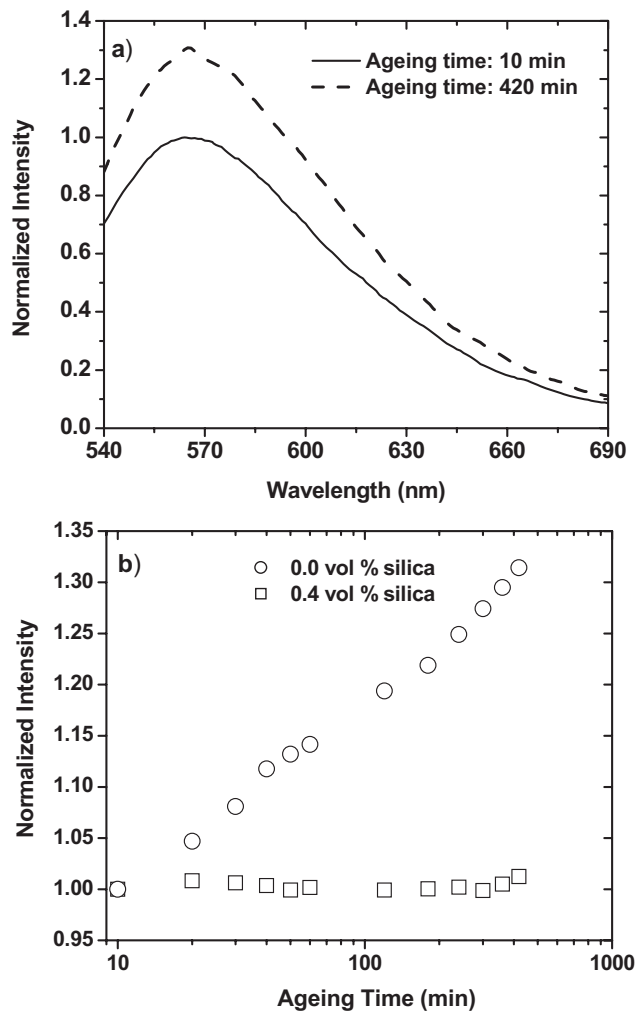 a)
Ageing time: 10 min
Ageing time: 420 min
1.4
1.2
1.0
0.8
0.6
0.4
0.2
0.0
Normalized Intensity
540 570 600 630 660 690
Wavelength (nm)
b)
0.0 vol % silica
0.4 vol % silica
1.35
1.30
1.25
1.20
1.15
1.10
1.05
1.00
0.95
Normalized Intensity
10 100 1000
Ageing Time (min)